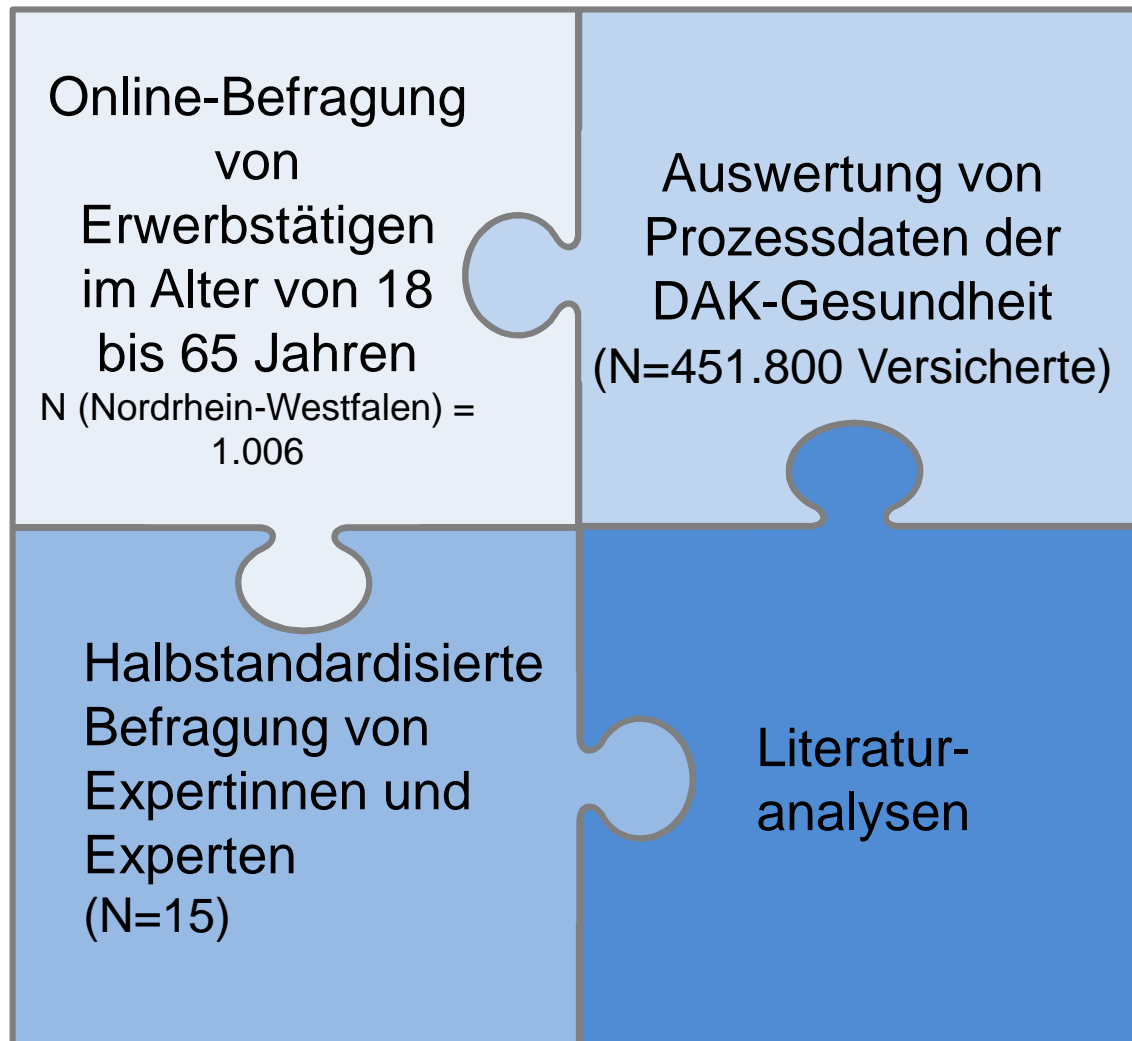 Online-Befragung
von
Erwerbstätigen
im Alter von 18
bis 65 Jahren
N (Nordrhein-Westfalen) =
1.006
Auswertung von
Prozessdaten der
DAK-Gesundheit
(N=451.800 Versicherte)
Halbstandardisierte
Befragung von
Expertinnen und
Experten
(N=15)
Literatur-
analysen